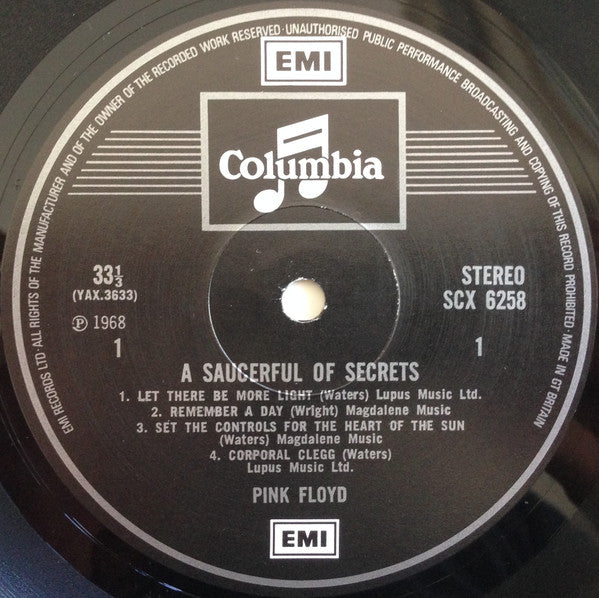 EMI RECORDS LTD · ALL RIGHTS OF THE MANUFACTURER AND OF THE OWNER OF THE RECORDED WORK RESERVED · UNAUTHORISED PUBLIC PERFORMANCE BROADCASTING AND COPYING OF THIS RECORD PROHIBITED · MADE IN GT BRITAIN
EMI
Columbia
33⅓
(YAX.3633)
STEREO
SCX 6258
℗ 1968
1
1
A SAUCERFUL OF SECRETS
1. LET THERE BE MORE LIGHT (Waters) Lupus Music Ltd.
2. REMEMBER A DAY (Wright) Magdalene Music
3. SET THE CONTROLS FOR THE HEART OF THE SUN
(Waters) Magdalene Music
4. CORPORAL CLEGG (Waters)
Lupus Music Ltd.
PINK FLOYD
EMI